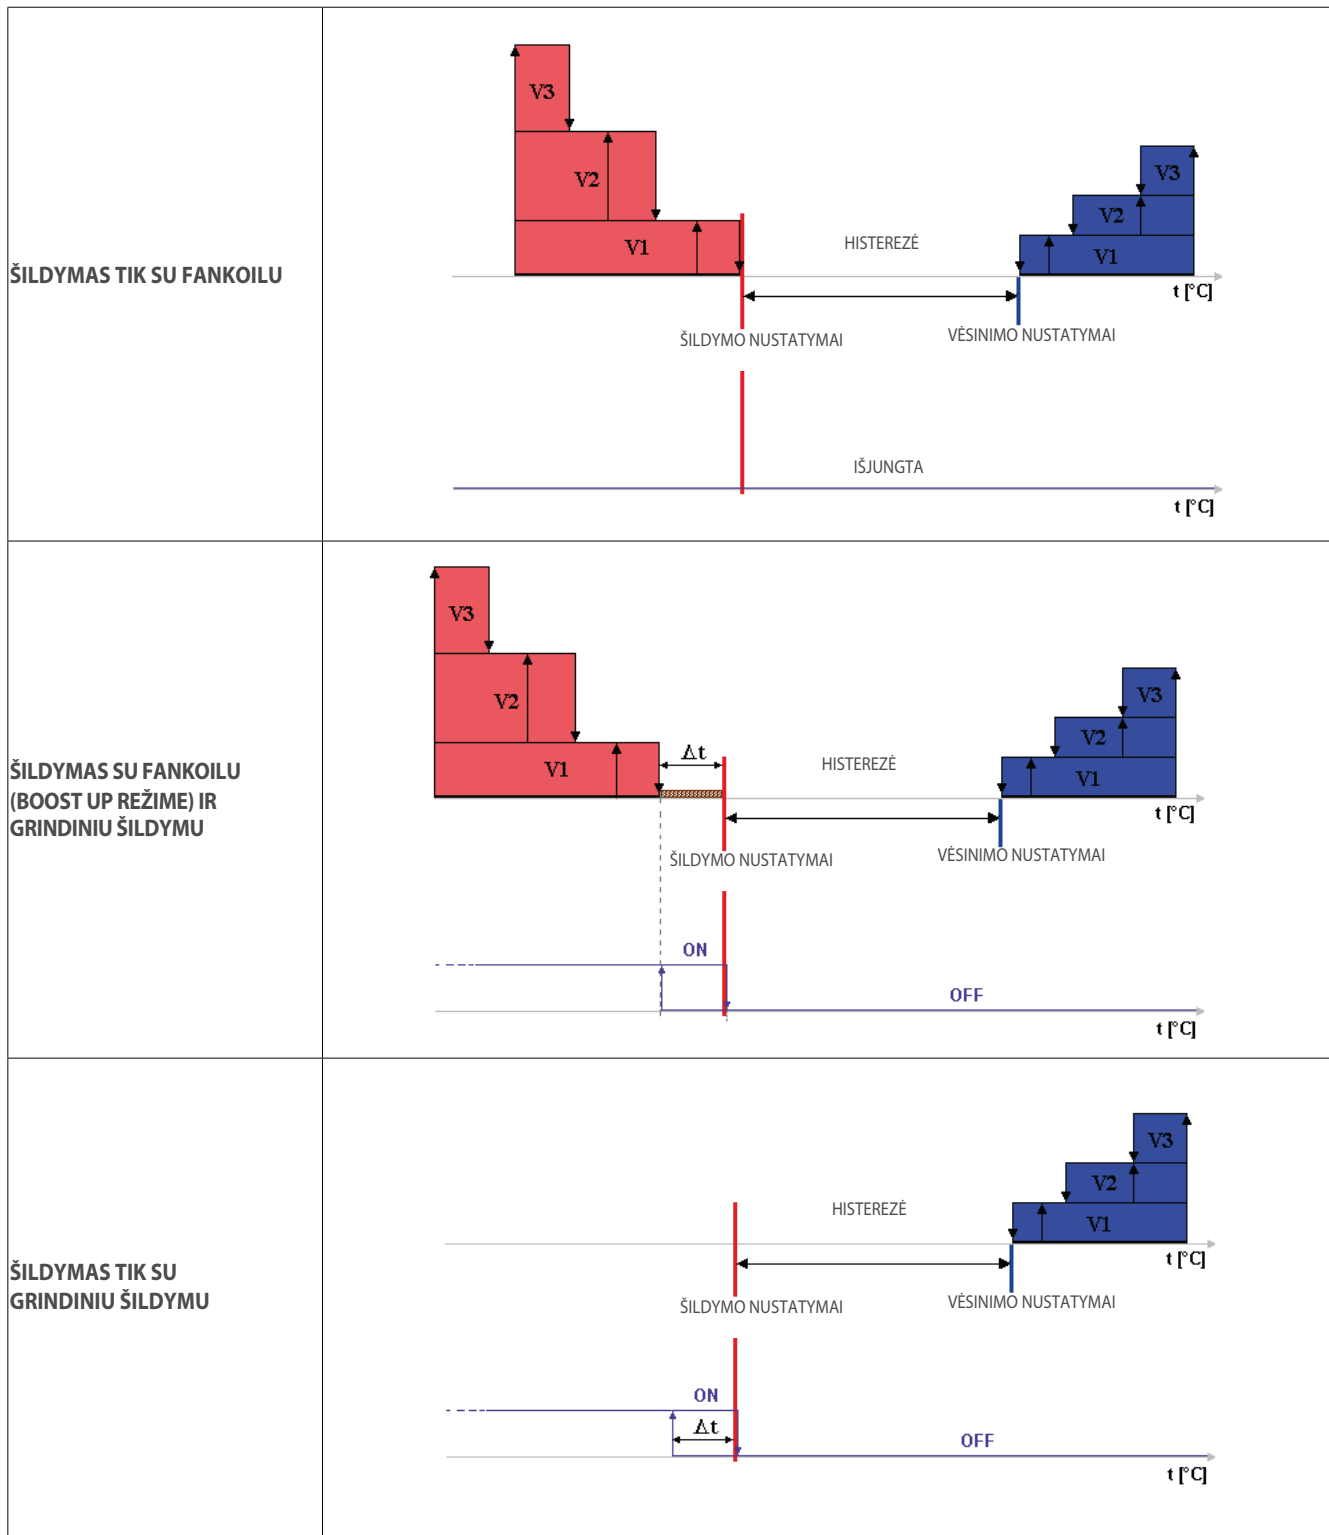 ŠILDYMAS TIK SU FANKOILU
V3
V2
V1
HISTEREZĖ
V3
V2
V1
t [°C]
ŠILDYMO NUSTATYMAI
VĖSINIMO NUSTATYMAI
IŠJUNGTA
t [°C]
ŠILDYMAS SU FANKOILU
(BOOST UP REŽIME) IR
GRINDINIU ŠILDYMU
V3
V2
V1
Δt
HISTEREZĖ
V3
V2
V1
t [°C]
ŠILDYMO NUSTATYMAI
VĖSINIMO NUSTATYMAI
ON
OFF
t [°C]
ŠILDYMAS TIK SU
GRINDINIU ŠILDYMU
HISTEREZĖ
V3
V2
V1
t [°C]
ŠILDYMO NUSTATYMAI
VĖSINIMO NUSTATYMAI
ON
Δt
OFF
t [°C]